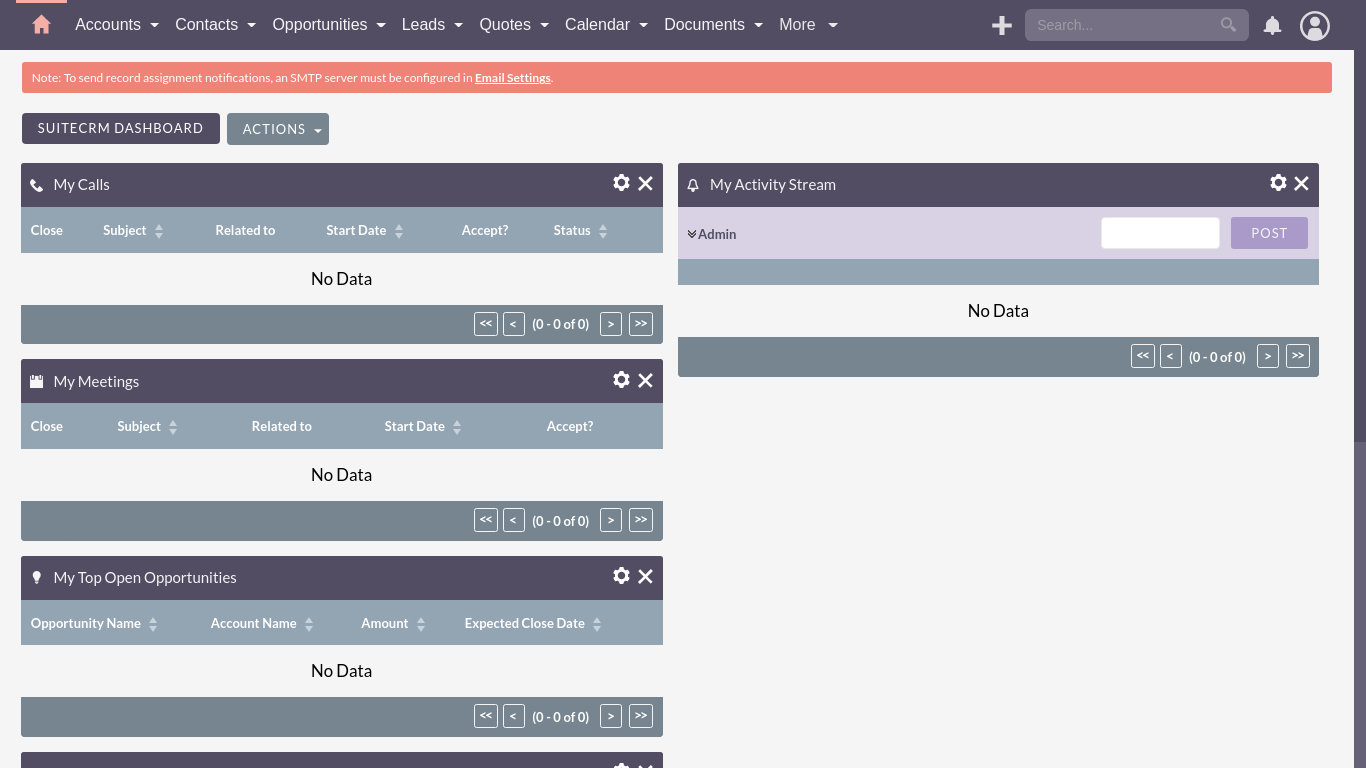 Accounts Contacts Opportunities Leads Quotes Calendar Documents More Search...
Note: To send record assignment notifications, an SMTP server must be configured in Email Settings.
SUITECRM DASHBOARD ACTIONS
My Calls
Close Subject Related to Start Date Accept? Status
No Data
<< < (0 - 0 of 0) > >>
My Meetings
Close Subject Related to Start Date Accept?
No Data
<< < (0 - 0 of 0) > >>
My Top Open Opportunities
Opportunity Name Account Name Amount Expected Close Date
No Data
<< < (0 - 0 of 0) > >>
My Activity Stream
Admin POST
No Data
<< < (0 - 0 of 0) > >>